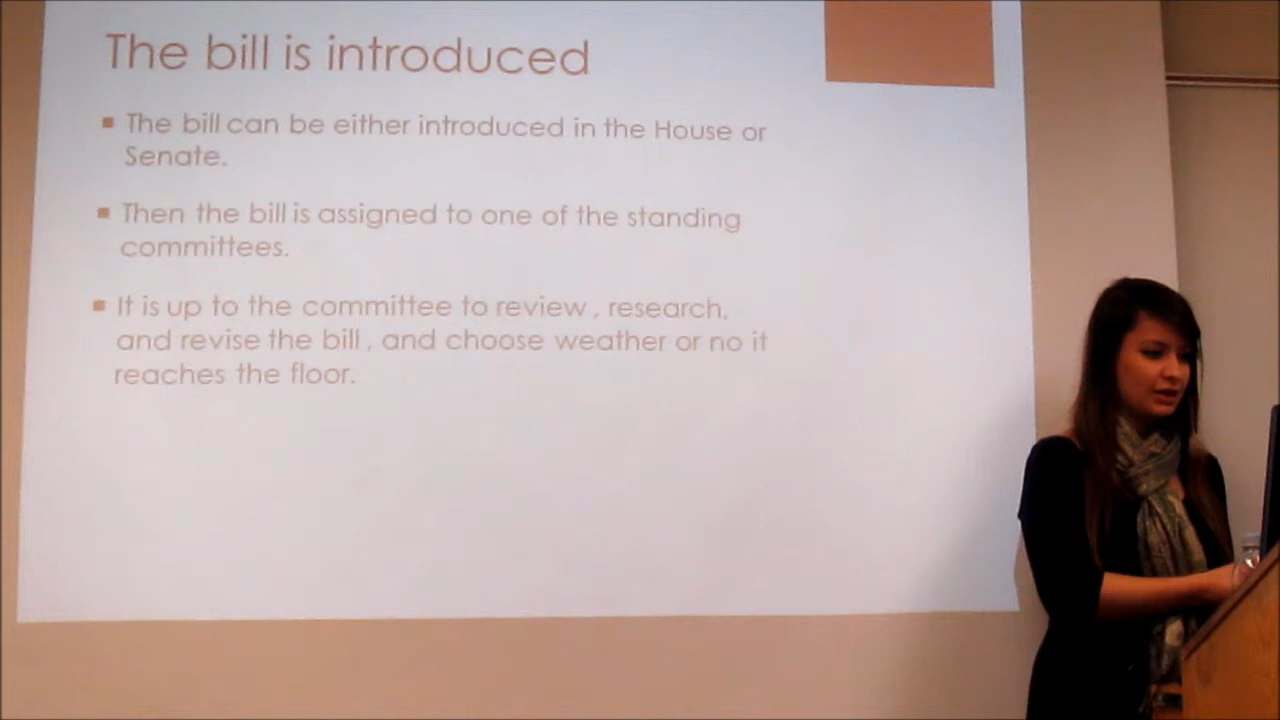 The bill is introduced
The bill can be either introduced in the House or
Senate.
Then the bill is assigned to one of the standing
committees.
It is up to the committee to review , research,
and revise the bill , and choose weather or no it
reaches the floor.